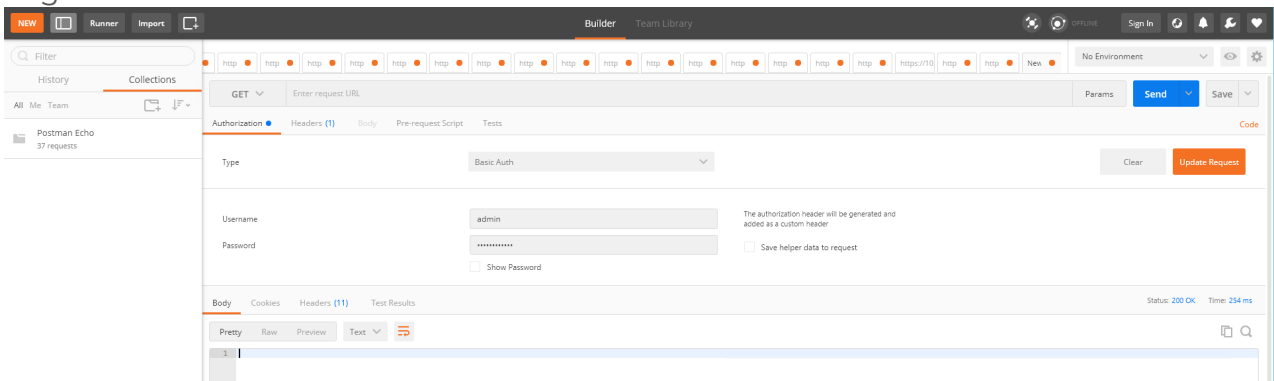 NEW Runner Import Builder Team Library OFFLINE Sign In
Filter
History Collections
All Me Team
Postman Echo
37 requests
http http http http http http http http http http http http http http http http https://10 http http New No Environment
GET Enter request URL Params Send Save
Authorization Headers (1) Body Pre-request Script Tests Code
Type Basic Auth Clear Update Request
Username admin The authorization header will be generated and
added as a custom header
Password •••••••••••• Save helper data to request
Show Password
Body Cookies Headers (11) Test Results Status: 200 OK Time: 254 ms
Pretty Raw Preview Text
1